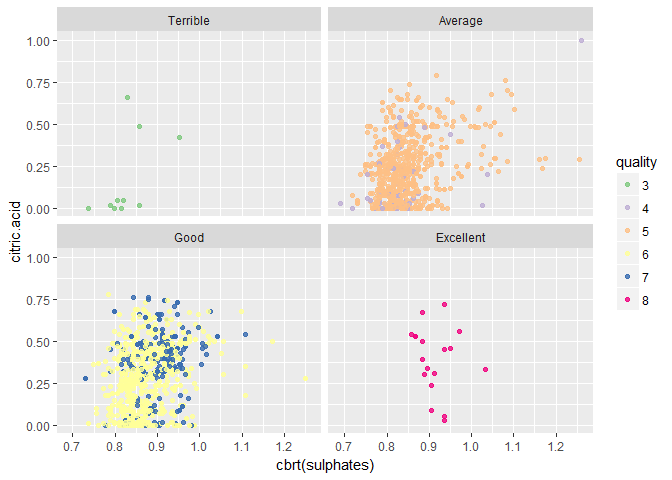 Terrible
Average
1.00
0.75
0.50
0.25
0.00
Good
Excellent
1.00
0.75
0.50
0.25
0.00
citric.acid
0.7 0.8 0.9 1.0 1.1 1.2 0.7 0.8 0.9 1.0 1.1 1.2
cbrt(sulphates)
quality
3
4
5
6
7
8